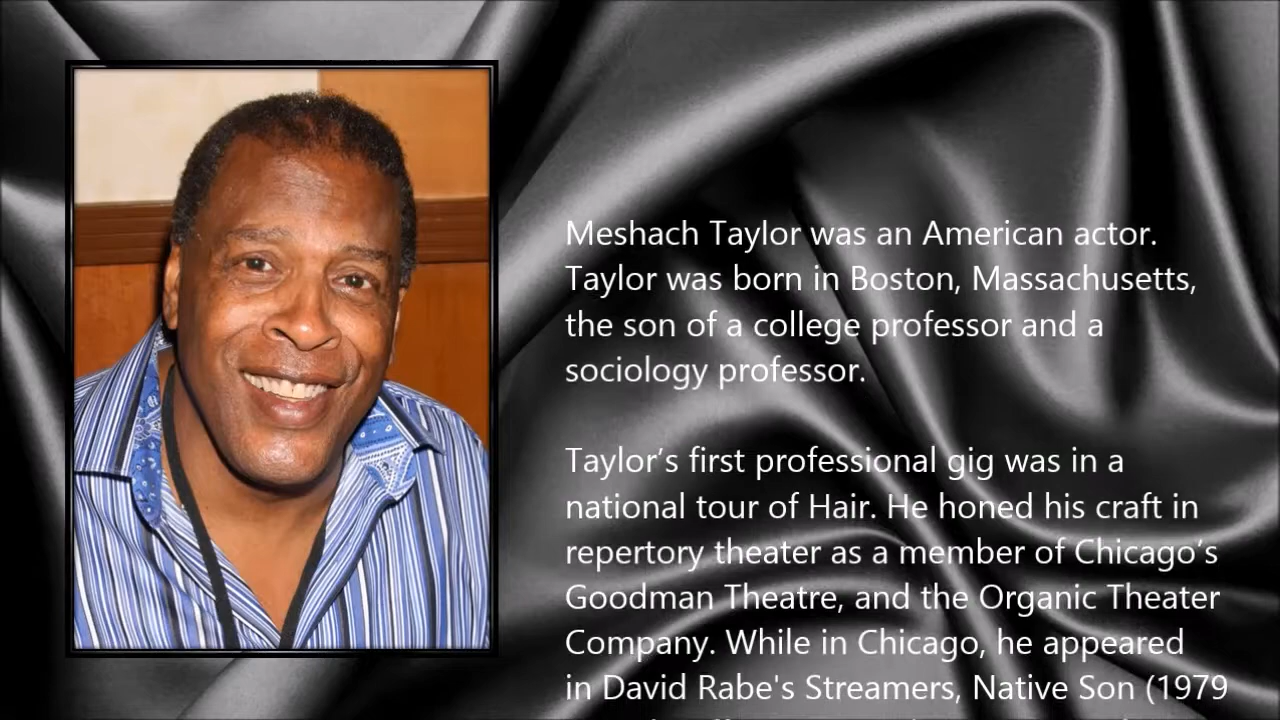 Meshach Taylor was an American actor.
Taylor was born in Boston, Massachusetts,
the son of a college professor and a
sociology professor.
Taylor’s first professional gig was in a
national tour of Hair. He honed his craft in
repertory theater as a member of Chicago’s
Goodman Theatre, and the Organic Theater
Company. While in Chicago, he appeared
in David Rabe's Streamers, Native Son (1979